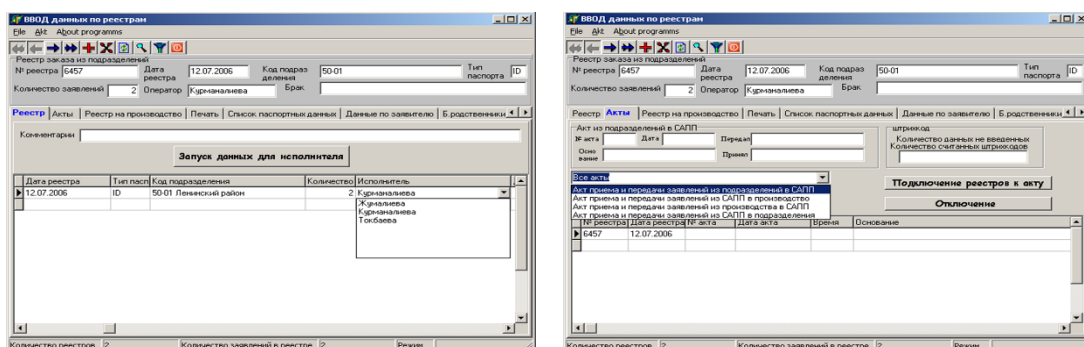 ВВОД данных по реестрам
File Akt About programms
Реестр заказа из подразделений
№ реестра 6457 Дата реестра 12.07.2006 Код подраз деления 50-01 Тип паспорта ID
Количество заявлений 2 Оператор Курманалиева Брак
Реестр Акты Реестр на производство Печать Список паспортных данных Данные по заявителю Б.родственники
Комментарии
Запуск данных для исполнителя
Дата реестра Тип пасп Код подразделения Количество Исполнитель
12.07.2006 ID 50-01 Ленинский район 2 Курманалиева
Жумалиева
Курманалиева
Токбаева
Количество реестров 2 Количество заявлений в реестре 2 Режим
ВВОД данных по реестрам
File Akt About programms
Реестр заказа из подразделений
№ реестра 6457 Дата реестра 12.07.2006 Код подраз деления 50-01 Тип паспорта ID
Количество заявлений 2 Оператор Курманалиева Брак
Реестр Акты Реестр на производство Печать Список паспортных данных Данные по заявителю Б.родственники
Акт из подразделений в САПП
№ акта Дата Передал
Осно вание Принял
штрихкод
Количество данных не введенных
Количество считанных штрихкодов
Все акты
Акт приема и передачи заявлений из подразделений в САПП
Акт приема и передачи заявлений из САПП в производство
Акт приема и передачи заявлений из производства в САПП
Акт приема и передачи заявлений из САПП в подразделения
Подключение реестров к акту
Отключение
№ реестра Дата реестра № акта Дата акта Время Основание
6457 12.07.2006
Количество реестров 2 Количество заявлений в реестре 2 Режим